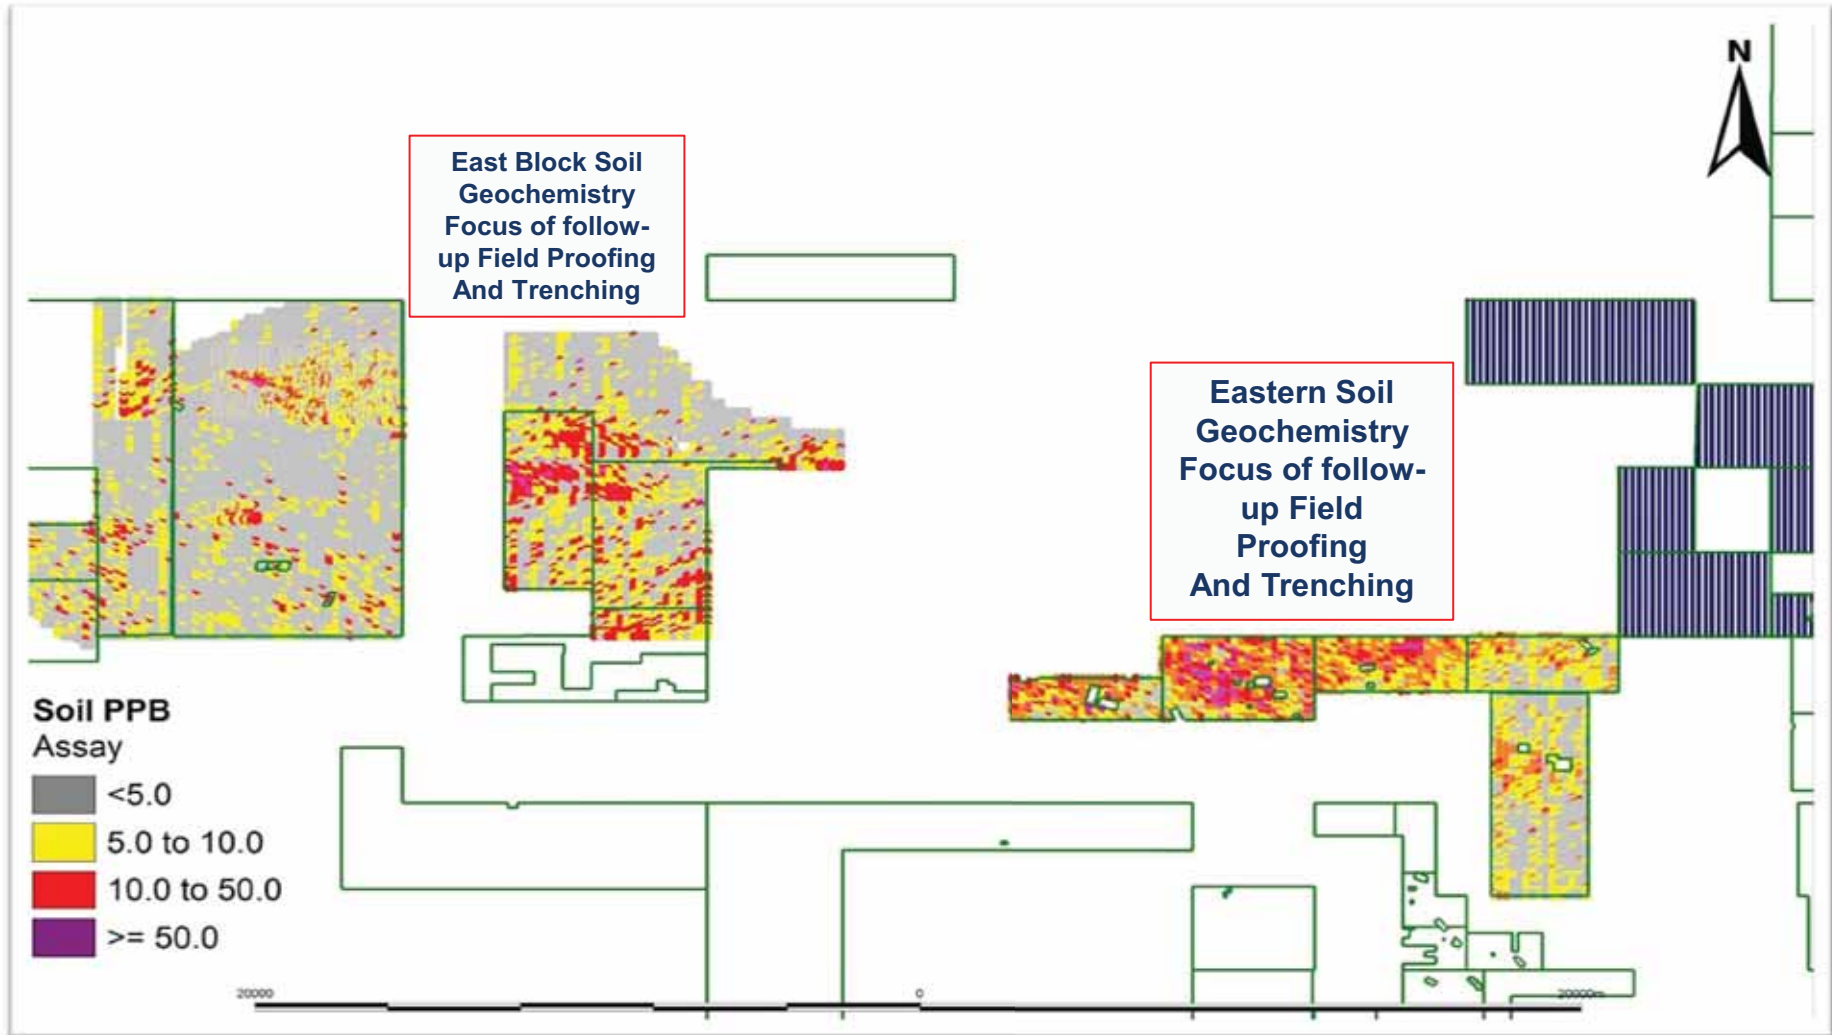 N
East Block Soil
Geochemistry
Focus of follow-
up Field Proofing
And Trenching
Eastern Soil
Geochemistry
Focus of follow-
up Field
Proofing
And Trenching
Soil PPB
Assay
<5.0
5.0 to 10.0
10.0 to 50.0
>= 50.0
20000
0
20000m